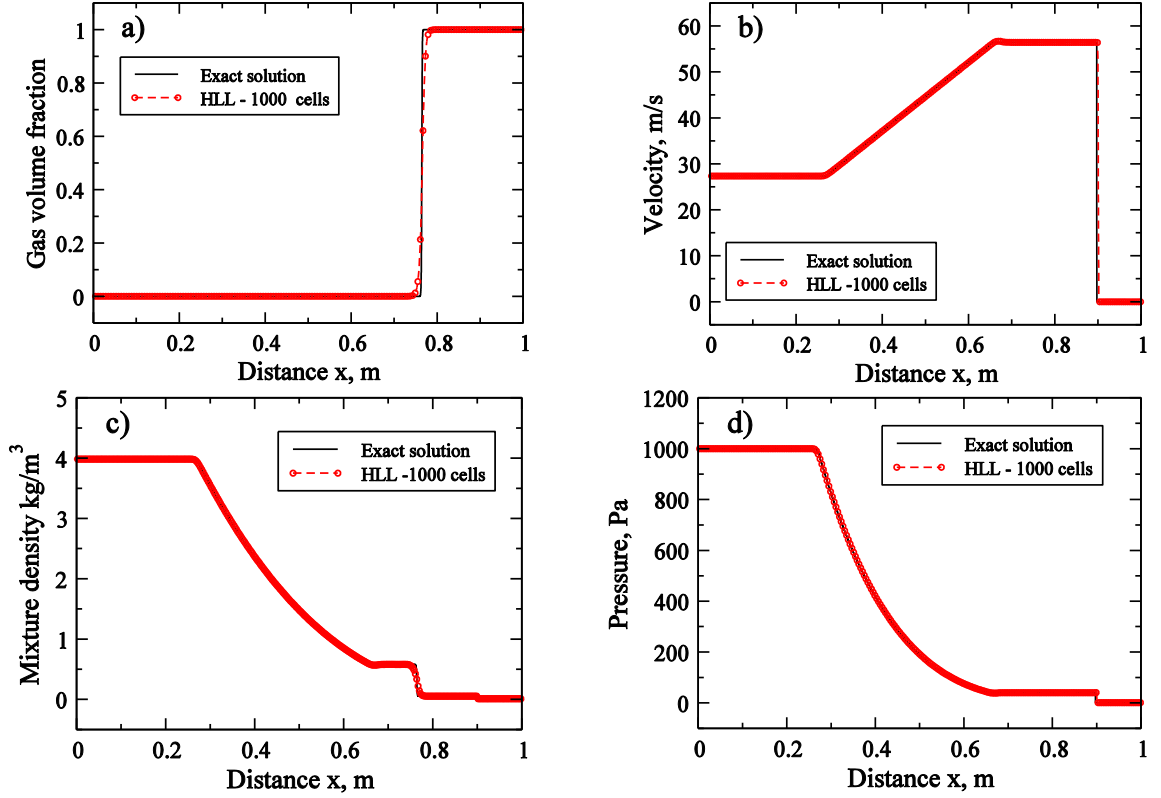 a)
Exact solution
HLL - 1000 cells
Gas volume fraction
1
0.8
0.6
0.4
0.2
0
0 0.2 0.4 0.6 0.8 1
Distance x, m
b)
Exact solution
HLL -1000 cells
Velocity, m/s
60
50
40
30
20
10
0
0 0.2 0.4 0.6 0.8 1
Distance x, m
c)
Exact solution
HLL -1000 cells
Mixture density kg/m³
5
4
3
2
1
0
0 0.2 0.4 0.6 0.8 1
Distance x, m
d)
Exact solution
HLL - 1000 cells
Pressure, Pa
1200
1000
800
600
400
200
0
0 0.2 0.4 0.6 0.8 1
Distance x, m